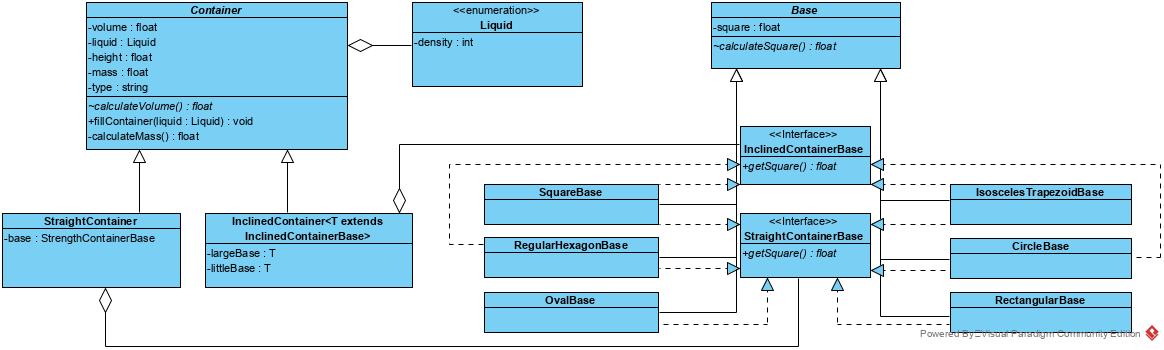 Container
-volume : float
-liquid : Liquid
-height : float
-mass : float
-type : string
~calculateVolume() : float
+fillContainer(liquid : Liquid) : void
-calculateMass() : float
<<enumeration>>
Liquid
-density : int
Base
-square : float
~calculateSquare() : float
<<Interface>>
InclinedContainerBase
+getSquare() : float
StraightContainer
-base : StrengthContainerBase
InclinedContainer<T extends
InclinedContainerBase>
-largeBase : T
-littleBase : T
SquareBase
RegularHexagonBase
OvalBase
<<Interface>>
StraightContainerBase
+getSquare() : float
IsoscelesTrapezoidBase
CircleBase
RectangularBase
Powered By Visual Paradigm Community Edition